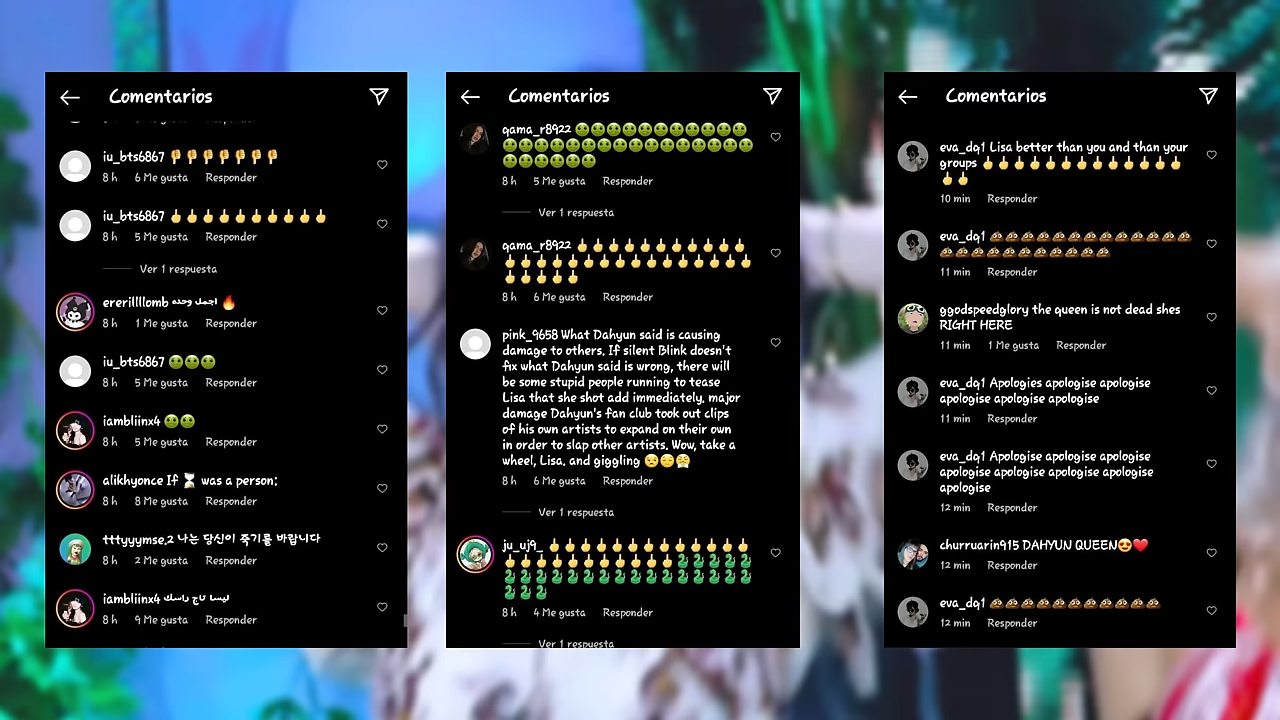 Comentarios
iu_bts6867 👎👎👎👎👎👎👎
8 h 6 Me gusta Responder
iu_bts6867 🖕🖕🖕🖕🖕🖕🖕🖕🖕🖕
8 h 5 Me gusta Responder
Ver 1 respuesta
ererillllomb اجمل وحده 🔥
8 h 1 Me gusta Responder
iu_bts6867 🤢🤢🤢
8 h 5 Me gusta Responder
iambliinx4 🤢🤢
8 h 5 Me gusta Responder
alikhyonce If ⏳ was a person:
8 h 8 Me gusta Responder
tttyyymse.2 나는 당신이 죽기를 바랍니다
8 h 2 Me gusta Responder
iambliinx4 ليسا تاج راسك
8 h 9 Me gusta Responder
Comentarios
qama_r8922 🤢🤢🤢🤢🤢🤢🤢🤢🤢🤢🤢
🤢🤢🤢🤢🤢🤢🤢🤢🤢🤢🤢🤢🤢🤢🤢🤢
🤢🤢🤢🤢🤢🤢
8 h 5 Me gusta Responder
Ver 1 respuesta
qama_r8922 🖕🖕🖕🖕🖕🖕🖕🖕🖕🖕🖕
🖕🖕🖕🖕🖕🖕🖕🖕🖕🖕🖕🖕🖕🖕🖕🖕
🖕🖕🖕🖕🖕
8 h 6 Me gusta Responder
pink_9658 What Dahyun said is causing
damage to others. If silent Blink doesn't
fix what Dahyun said is wrong, there will
be some stupid people running to tease
Lisa that she shot add immediately. major
damage Dahyun's fan club took out clips
of his own artists to expand on their own
in order to slap other artists. Wow, take a
wheel, Lisa. and giggling 😒😏😤
8 h 6 Me gusta Responder
Ver 1 respuesta
ju_uj9_ 🖕🖕🖕🖕🖕🖕🖕🖕🖕🖕🖕🖕🖕
🖕🖕🖕🖕🖕🖕🖕🖕🖕🖕🖕🐍🐍🐍🐍🐍
🐍🐍🐍🐍🐍🐍🐍🐍🐍🐍🐍🐍🐍🐍🐍🐍
🐍🐍🐍
8 h 4 Me gusta Responder
Ver 1 respuesta
Comentarios
eva_dq1 Lisa better than you and than your
groups 🖕🖕🖕🖕🖕🖕🖕🖕🖕🖕🖕🖕🖕
🖕🖕
10 min Responder
eva_dq1 💩💩💩💩💩💩💩💩💩💩💩💩💩
💩💩💩💩💩💩💩💩💩💩💩
11 min Responder
ggodspeedglory the queen is not dead shes
RIGHT HERE
11 min 1 Me gusta Responder
eva_dq1 Apologies apologise apologise
apologise apologise apologise
11 min Responder
eva_dq1 Apologise apologise apologise
apologise apologise apologise apologise
apologise
12 min Responder
churruarin915 DAHYUN QUEEN😍❤️
12 min Responder
eva_dq1 💩💩💩💩💩💩💩💩💩💩💩
12 min Responder